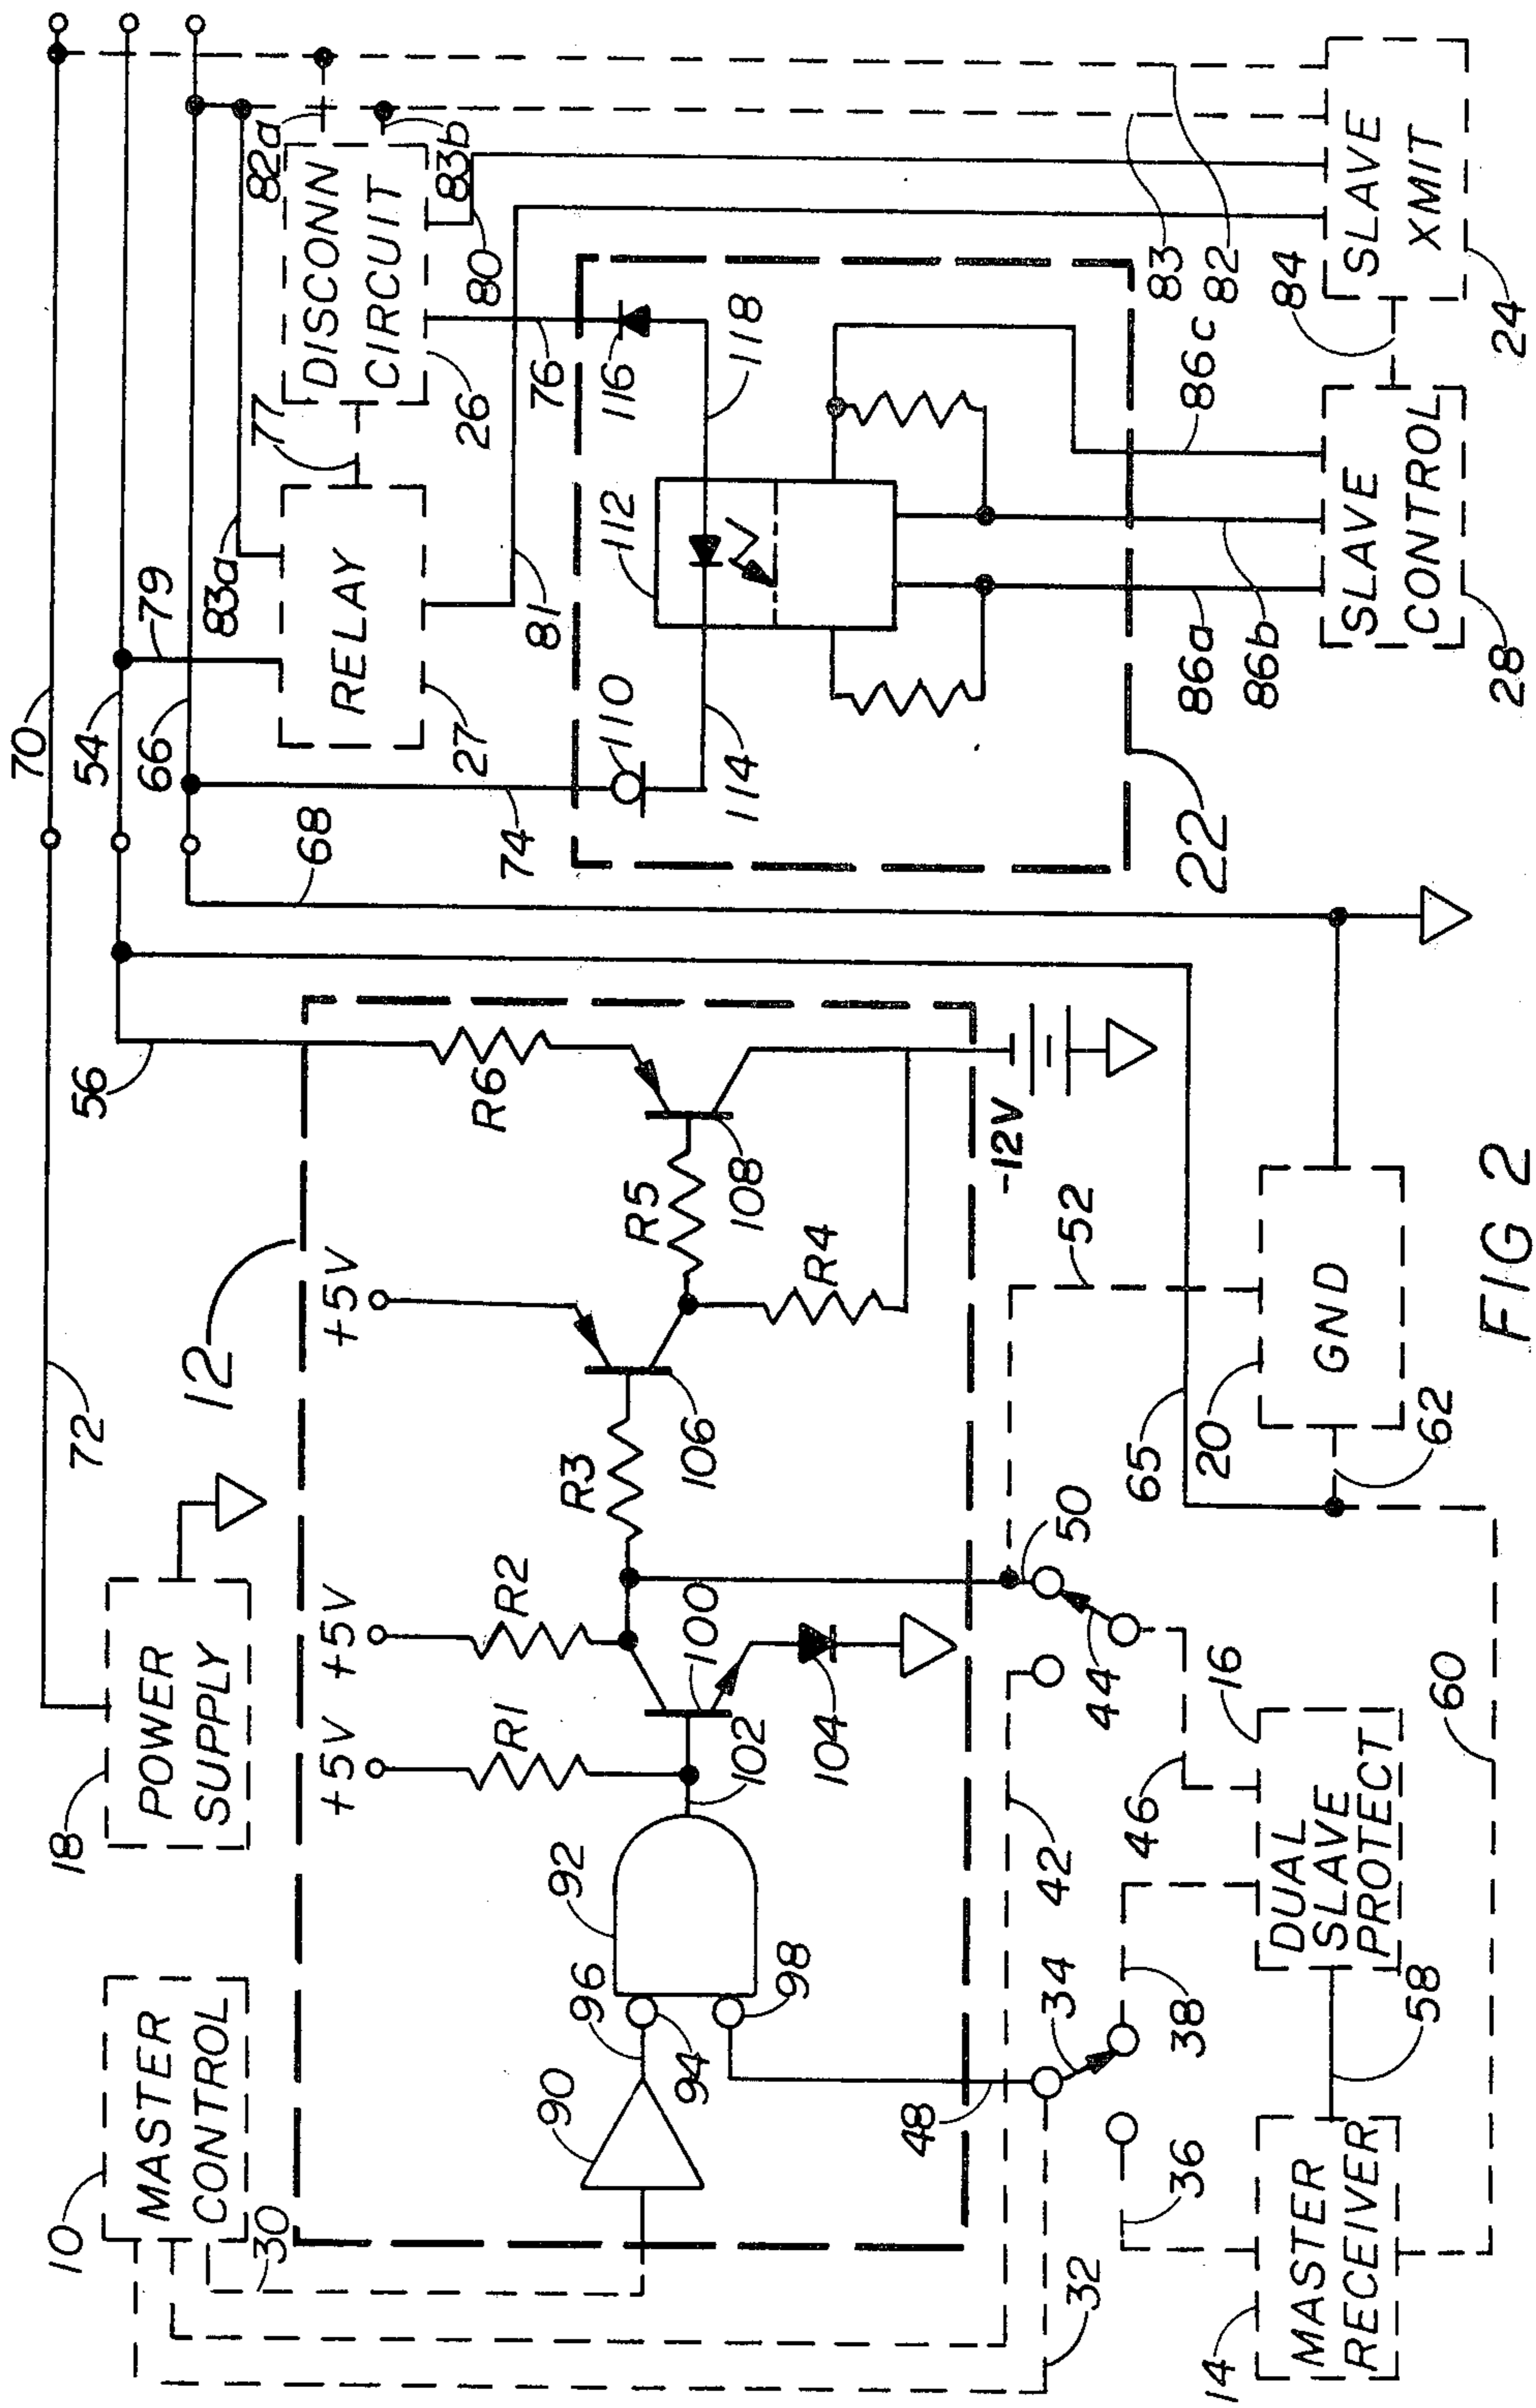 10
MASTER
CONTROL
30
18
POWER
SUPPLY
72
12
56
70
54
66
68
79
83a
77
82a
83b
RELAY
27
DISCONN
CIRCUIT
26
80
76
81
74
110
112
116
114
118
22
90
96
94
92
98
102
+5V
R1
+5V
R2
100
104
R3
106
+5V
R5
R4
108
R6
-12V
48
32
34
36
38
42
44
46
50
52
16
14
MASTER
RECEIVER
58
DUAL
SLAVE
PROTECT
60
62
65
20
GND
86a
86b
86c
28
SLAVE
CONTROL
84
83
82
SLAVE
XMIT
24
FIG 2